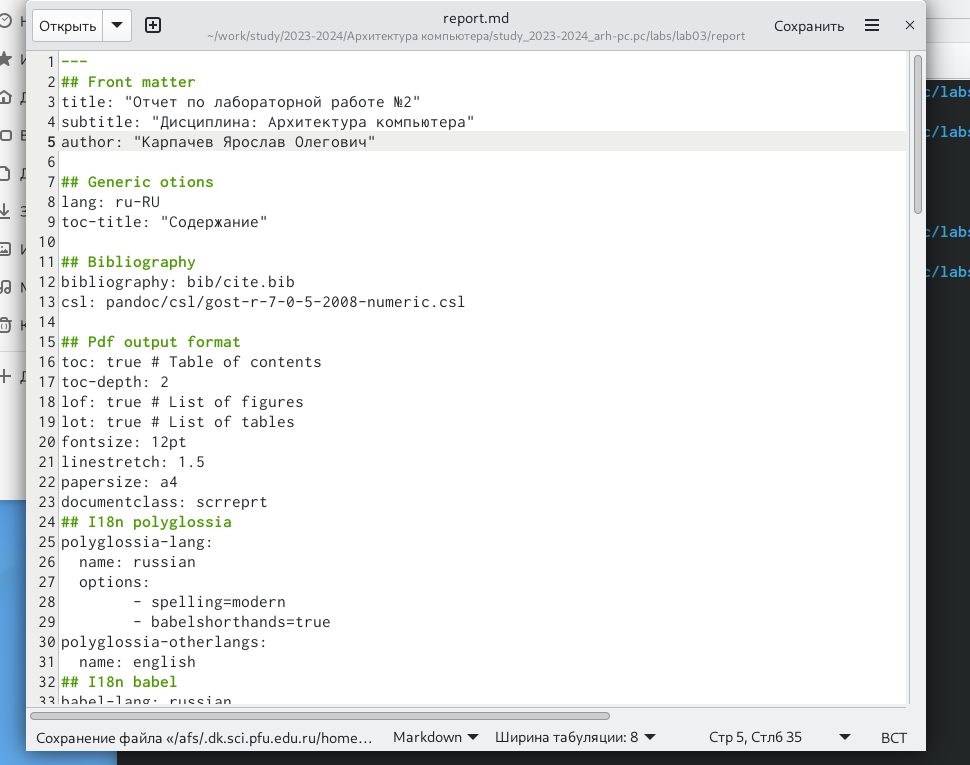 Открыть
report.md
~/work/study/2023-2024/Архитектура компьютера/study_2023-2024_arh-pc.pc/labs/lab03/report
Сохранить
1 ---
2 ## Front matter
3 title: "Отчет по лабораторной работе №2"
4 subtitle: "Дисциплина: Архитектура компьютера"
5 author: "Карпачев Ярослав Олегович"
6
7 ## Generic otions
8 lang: ru-RU
9 toc-title: "Содержание"
10
11 ## Bibliography
12 bibliography: bib/cite.bib
13 csl: pandoc/csl/gost-r-7-0-5-2008-numeric.csl
14
15 ## Pdf output format
16 toc: true # Table of contents
17 toc-depth: 2
18 lof: true # List of figures
19 lot: true # List of tables
20 fontsize: 12pt
21 linestretch: 1.5
22 papersize: a4
23 documentclass: scrreprt
24 ## I18n polyglossia
25 polyglossia-lang:
26   name: russian
27   options:
28         - spelling=modern
29         - babelshorthands=true
30 polyglossia-otherlangs:
31   name: english
32 ## I18n babel
33 babel-lang: russian
c/labs
c/labs
c/labs
c/labs
Сохранение файла «/afs/.dk.sci.pfu.edu.ru/home…
Markdown
Ширина табуляции: 8
Стр 5, Стлб 35
ВСТ